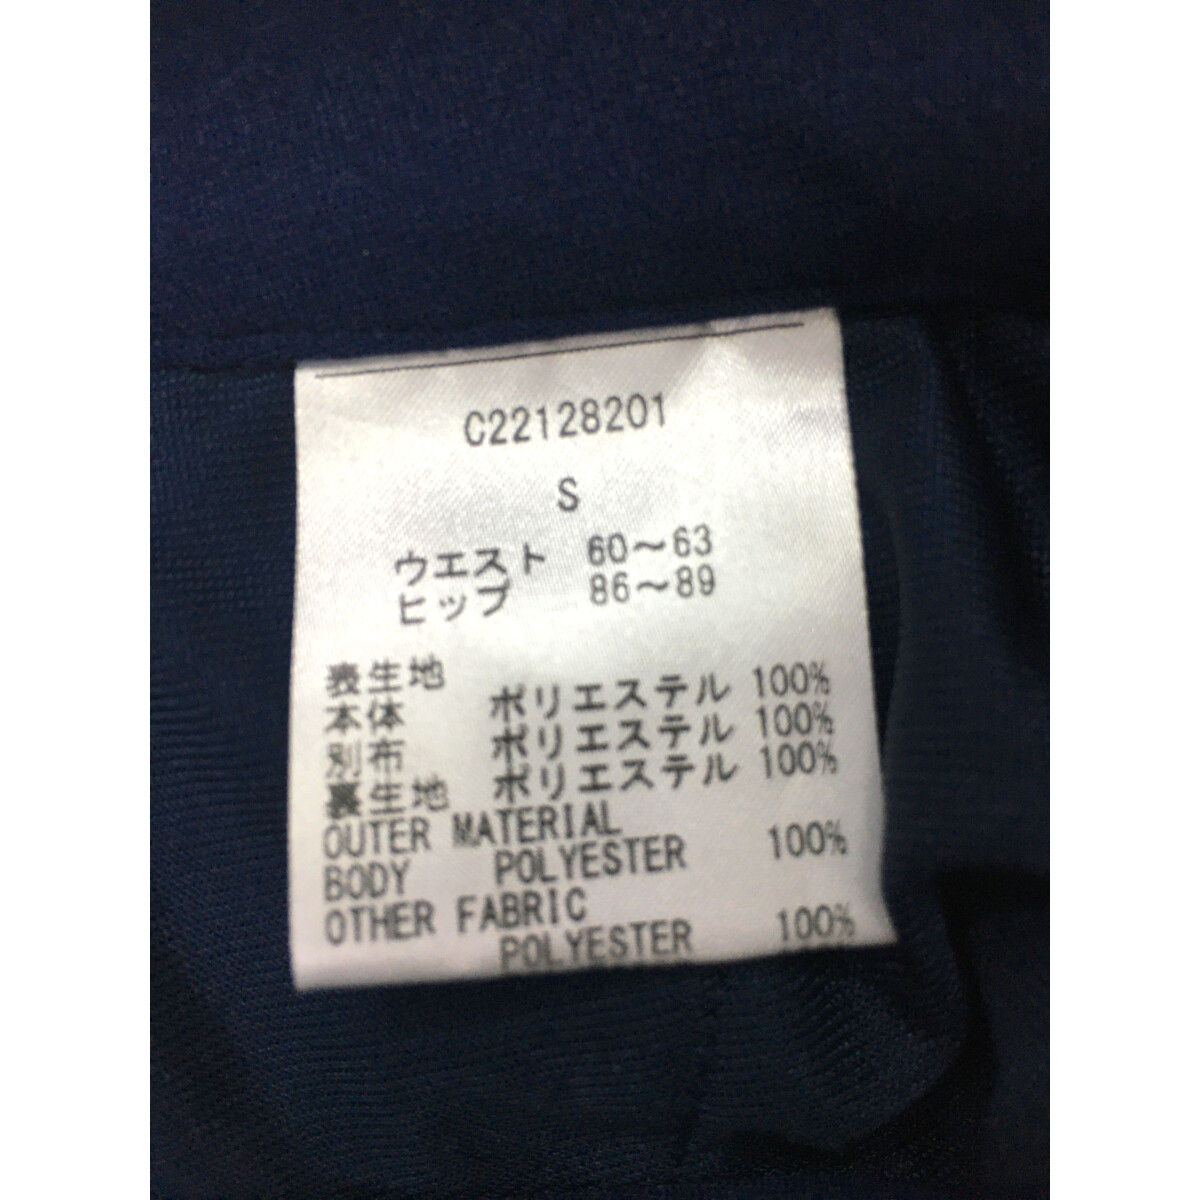 C22128201
S
ウエスト 60～63
ヒップ 86～89
表生地
本体 ポリエステル 100%
別布 ポリエステル 100%
裏生地 ポリエステル 100%
OUTER MATERIAL
BODY POLYESTER 100%
OTHER FABRIC
POLYESTER 100%